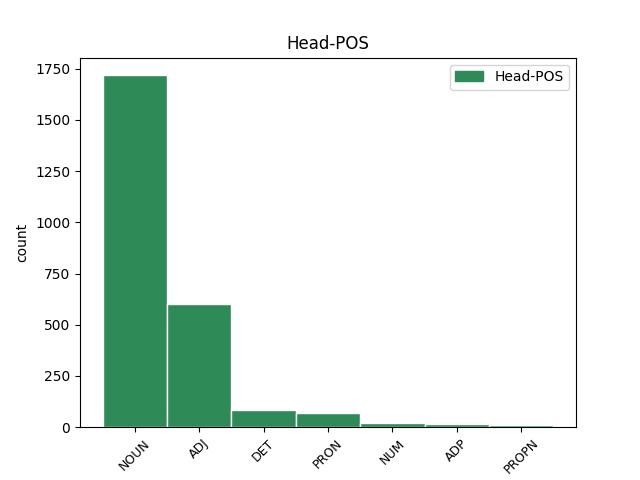 Head-POS
1750
1500
1250
1000
750
500
250
0
count
Head-POS
NOUN
ADJ
DET
PRON
NUM
ADP
PROPN